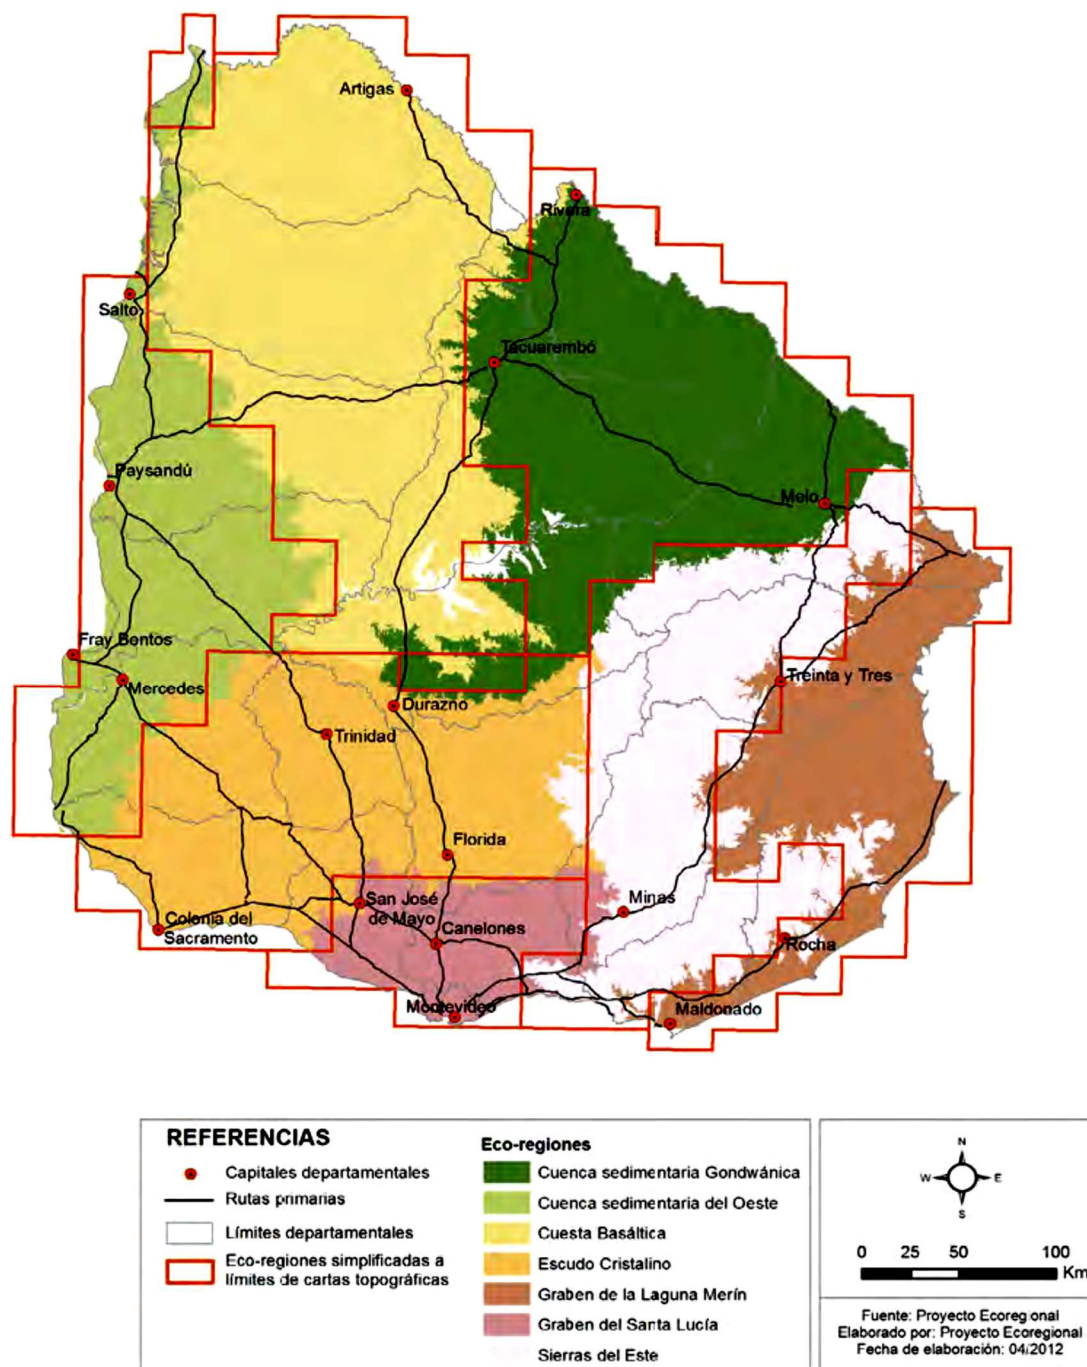 Artigas
Rivera
Salto
Tacuarembó
Paysandú
Melo
Fray Bentos
Mercedes
Treinta y Tres
Durazno
Trinidad
Florida
San José
de Mayo
Minas
Colonia del
Sacramento
Canelones
Rocha
Montevideo
Maldonado
REFERENCIAS
Capitales departamentales
Rutas primarias
Límites departamentales
Eco-regiones simplificadas a
límites de cartas topográficas
Eco-regiones
Cuenca sedimentaria Gondwánica
Cuenca sedimentaria del Oeste
Cuesta Basáltica
Escudo Cristalino
Graben de la Laguna Merín
Graben del Santa Lucía
Sierras del Este
N
W E
S
0 25 50 100
Km
Fuente: Proyecto Ecoregional
Elaborado por: Proyecto Ecoregional
Fecha de elaboración: 04/2012